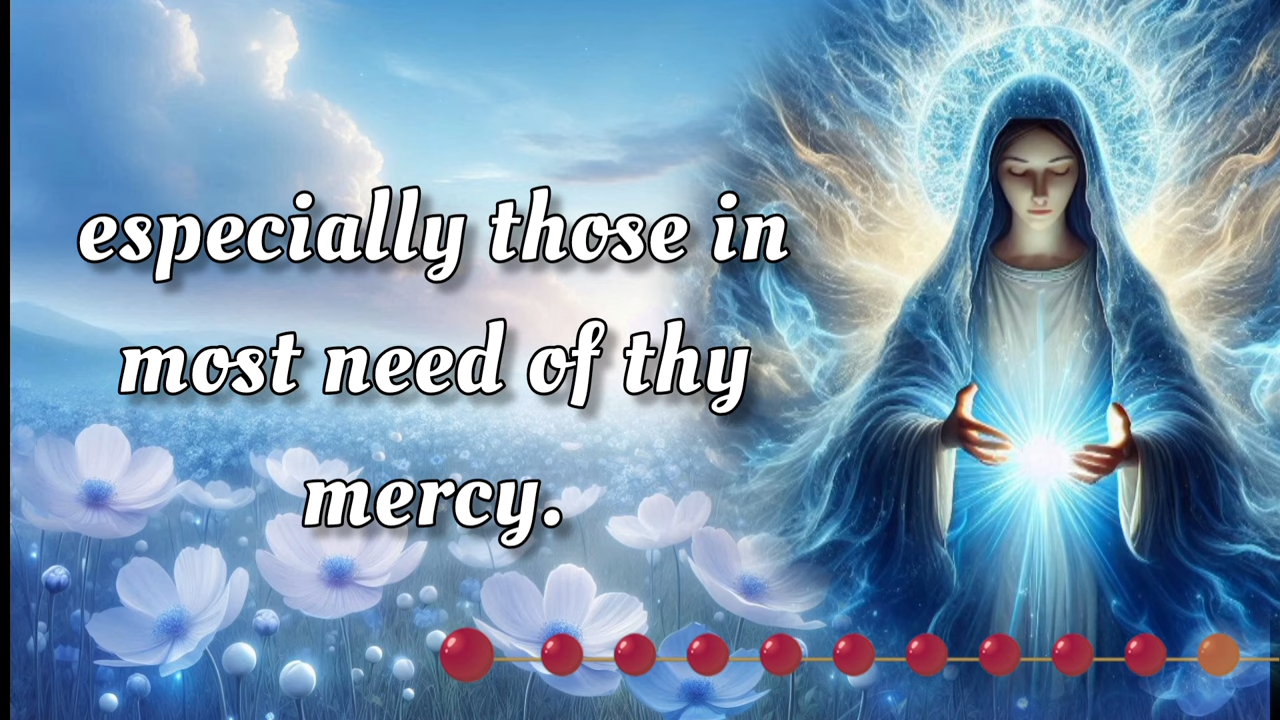 especially those in
most need of thy
mercy.